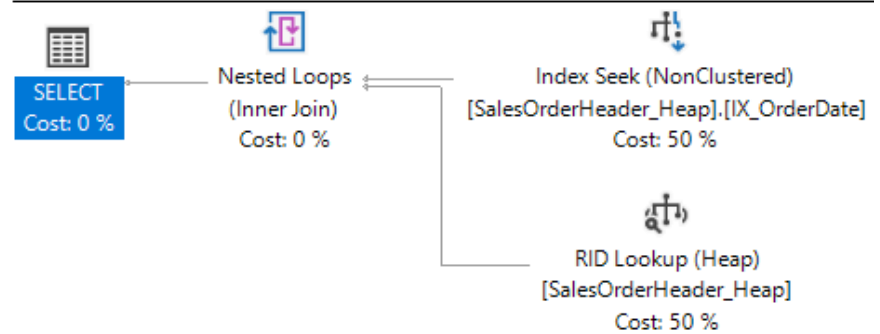 SELECT
Cost: 0 %
Nested Loops
(Inner Join)
Cost: 0 %
Index Seek (NonClustered)
[SalesOrderHeader_Heap].[IX_OrderDate]
Cost: 50 %
RID Lookup (Heap)
[SalesOrderHeader_Heap]
Cost: 50 %